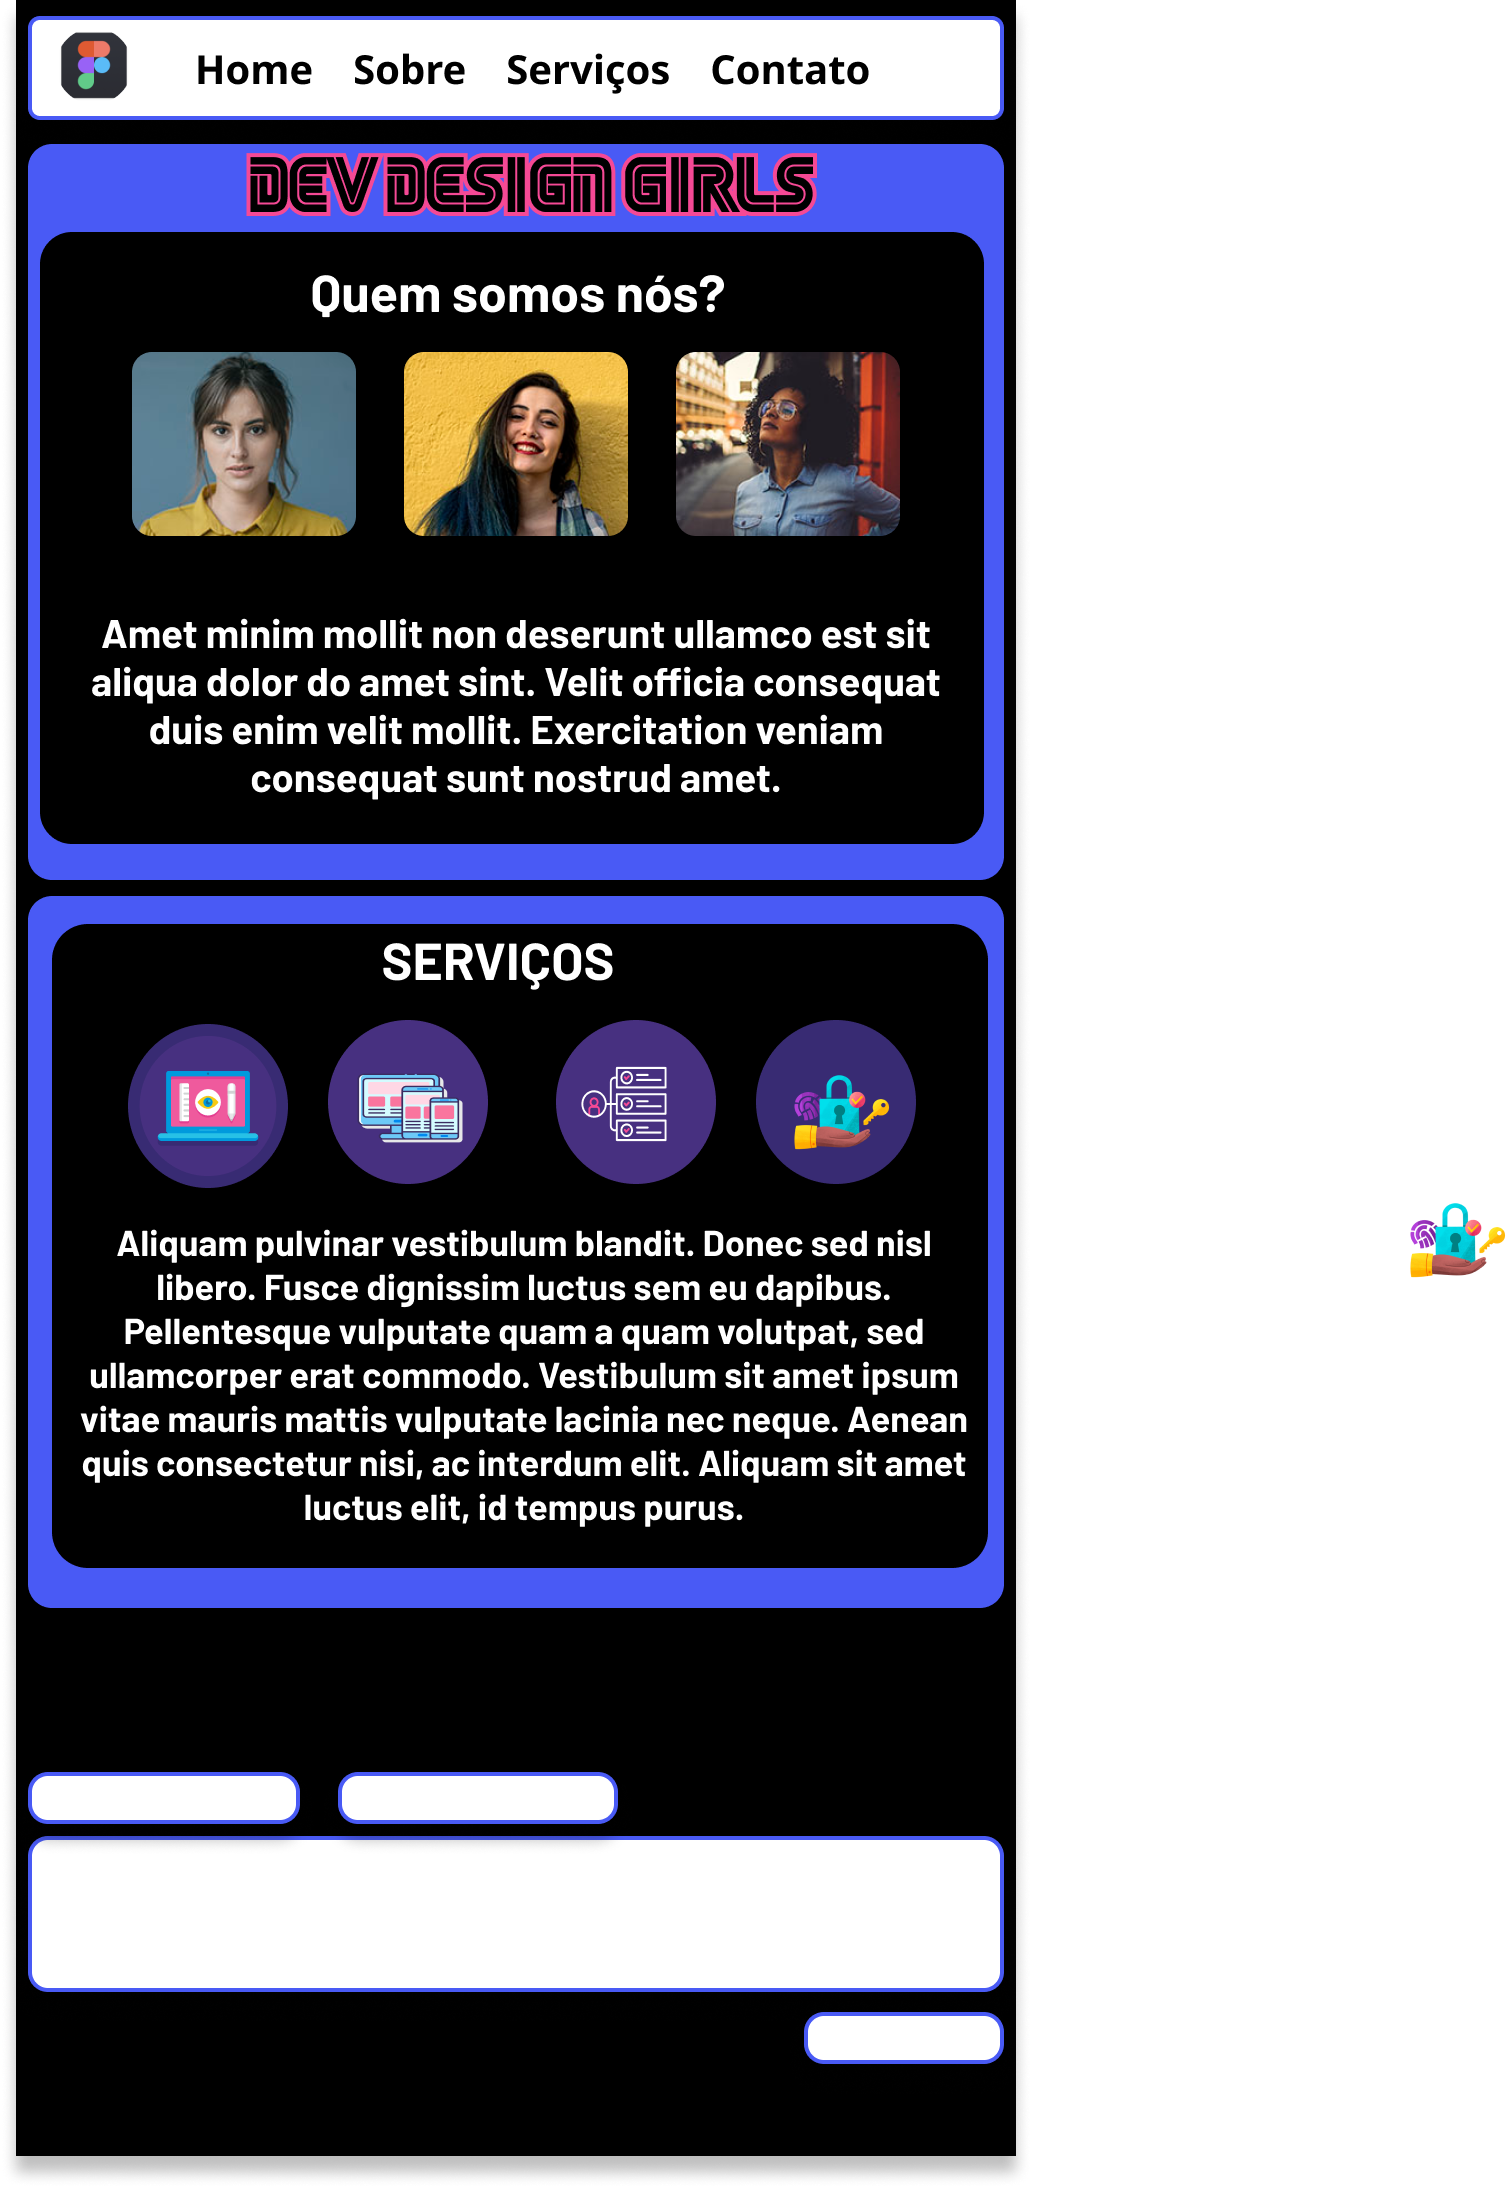 Home Sobre Serviços Contato
DEV DESIGN GIRLS
Quem somos nós?
Amet minim mollit non deserunt ullamco est sit
aliqua dolor do amet sint. Velit officia consequat
duis enim velit mollit. Exercitation veniam
consequat sunt nostrud amet.
SERVIÇOS
Aliquam pulvinar vestibulum blandit. Donec sed nisl
libero. Fusce dignissim luctus sem eu dapibus.
Pellentesque vulputate quam a quam volutpat, sed
ullamcorper erat commodo. Vestibulum sit amet ipsum
vitae mauris mattis vulputate lacinia nec neque. Aenean
quis consectetur nisi, ac interdum elit. Aliquam sit amet
luctus elit, id tempus purus.